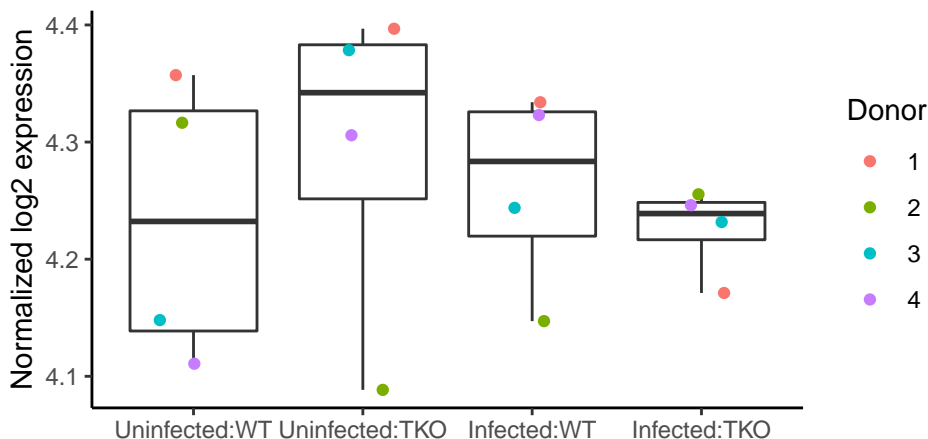 Normalized log2 expression
4.4
4.3
4.2
4.1
Uninfected:WT
Uninfected:TKO
Infected:WT
Infected:TKO
Donor
1
2
3
4